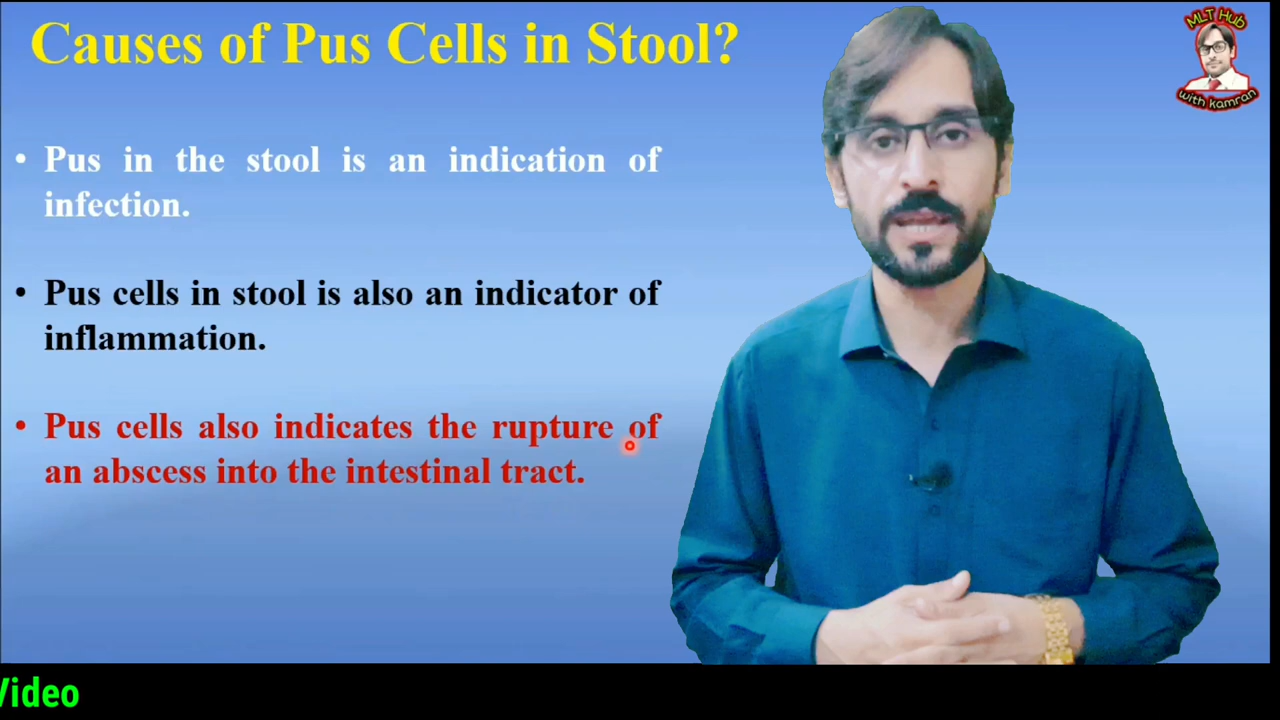 Causes of Pus Cells in Stool?
MLT Hub
with kamran
• Pus in the stool is an indication of
infection.
• Pus cells in stool is also an indicator of
inflammation.
• Pus cells also indicates the rupture of
an abscess into the intestinal tract.
Video